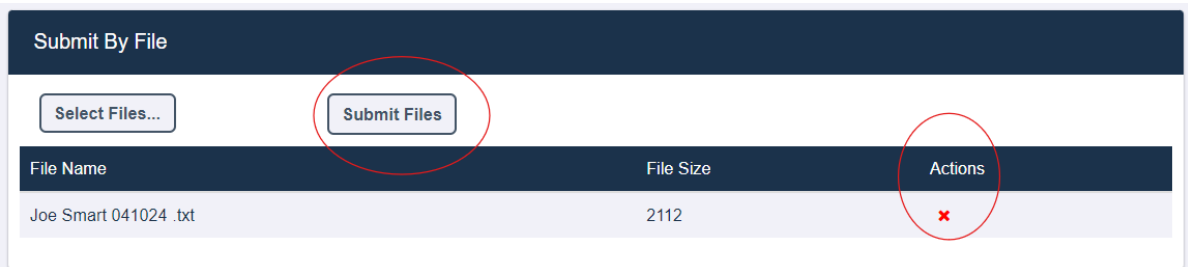 Submit By File
Select Files... Submit Files
File Name File Size Actions
Joe Smart 041024 .txt 2112